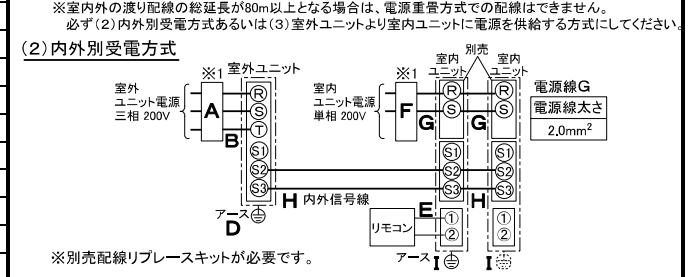 ※室内外の渡り配線の総延長が80m以上となる場合は、電源重畳方式での配線はできません。
必ず(2)内外別受電方式あるいは(3)室外ユニットより室内ユニットに電源を供給する方式にしてください。
(2)内外別受電方式
別売
※1 室外ユニット ※1 室内ユニット 室内ユニット
室外
ユニット電源
三相 200V
A
B
R
S
T
S1
S2
S3
室内
ユニット電源
単相 200V
F
G
R
S
G
R
S
電源線G
電源線太さ
2.0mm²
S1
S2
S3
S1
S2
S3
H 内外信号線
H
アース
D
リモコン
E
①
②
①
②
アース I
I
※別売配線リプレースキットが必要です。